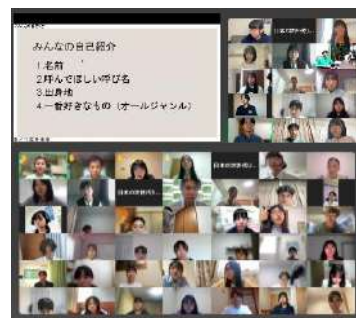 みんなの自己紹介
1.名前
2.呼んでほしい呼び名
3.出身地
4.一番好きなもの（オールジャンル）